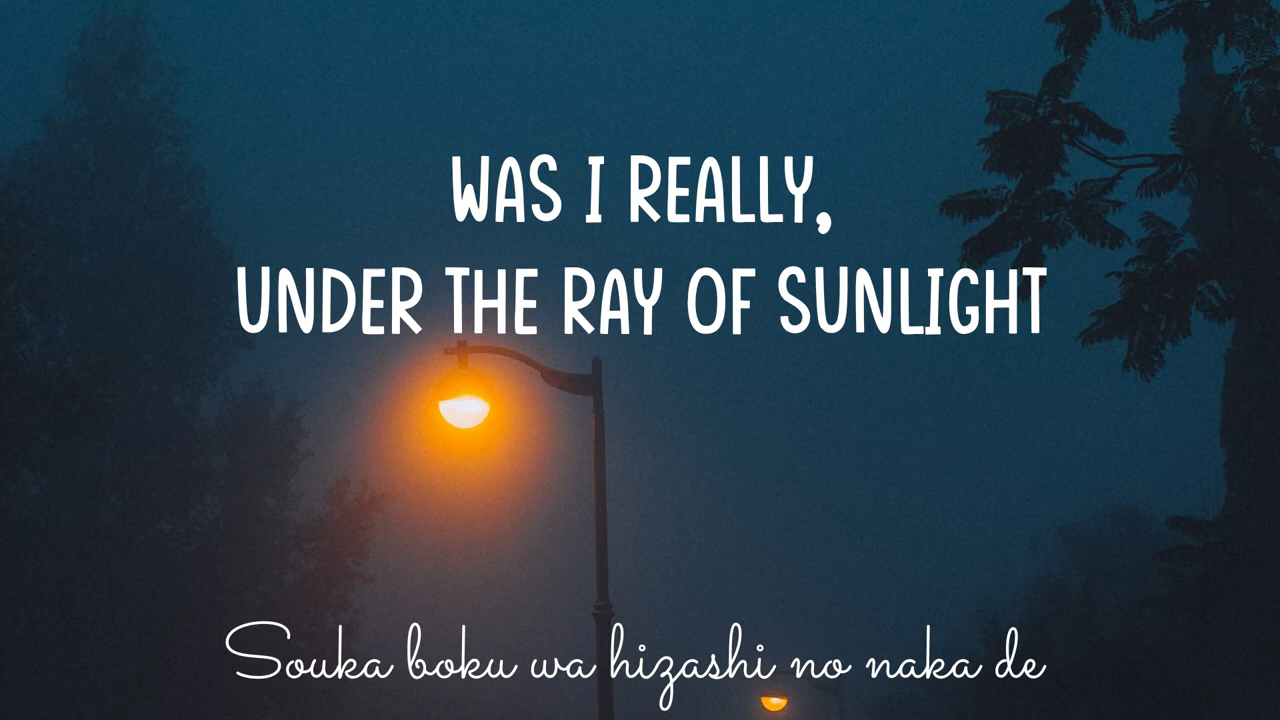 WAS I REALLY,
UNDER THE RAY OF SUNLIGHT
Souka boku wa hizashi no naka de